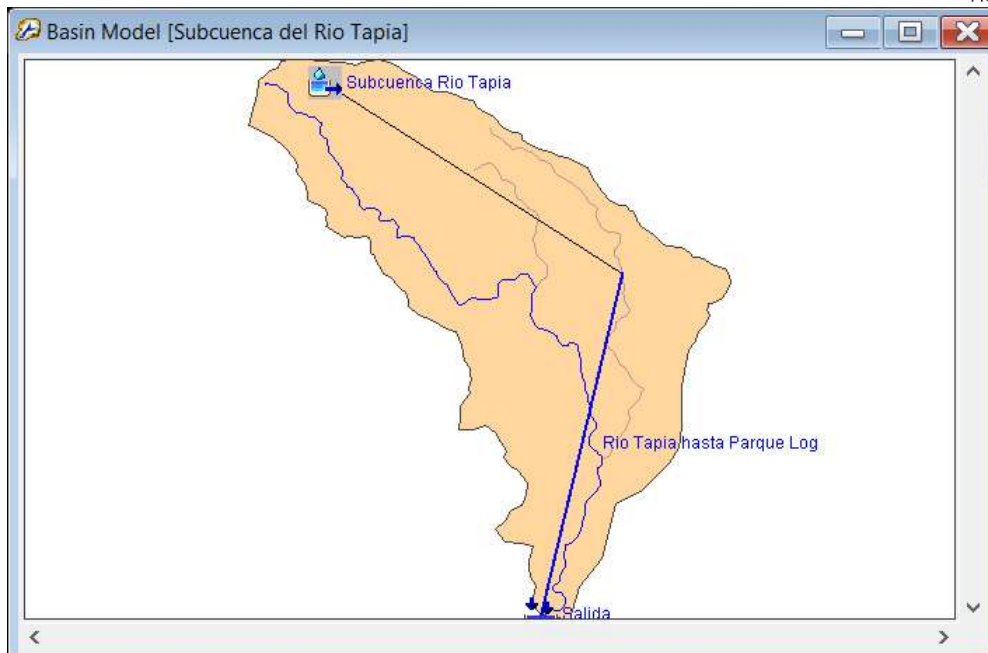 Basin Model [Subcuenca del Rio Tapia]
Subcuenca Rio Tapia
Rio Tapia hasta Parque Log
Salida